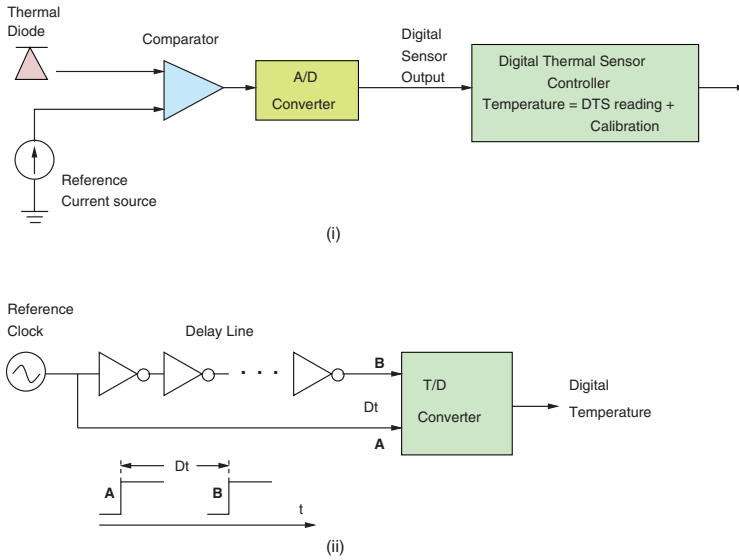 Thermal
Diode
Comparator
A/D
Converter
Digital
Sensor
Output
Digital Thermal Sensor
Controller
Temperature = DTS reading +
Calibration
Reference
Current source
(i)
Reference
Clock
Delay Line
. . .
B
Dt
A
T/D
Converter
Digital
Temperature
Dt
A
B
t
(ii)